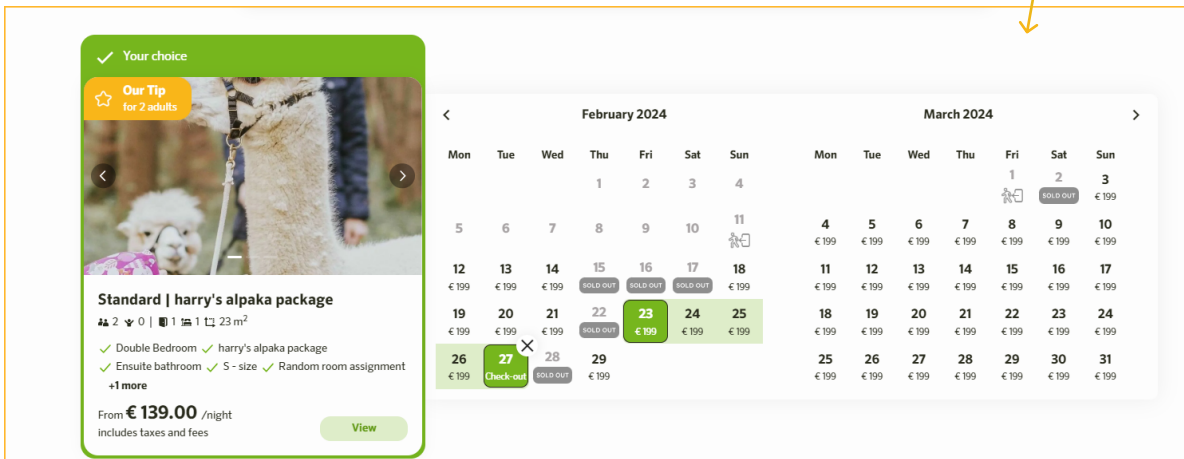 Your choice
Our Tip
for 2 adults
Standard | harry's alpaka package
2 0 | 1 1 23 m²
Double Bedroom harry's alpaka package
Ensuite bathroom S - size Random room assignment
+1 more
From € 139.00 /night
includes taxes and fees
View
February 2024
Mon Tue Wed Thu Fri Sat Sun
1 2 3 4
5 6 7 8 9 10 11
12 13 14 15 16 17 18
€ 199 € 199 € 199 SOLD OUT SOLD OUT SOLD OUT € 199
19 20 21 22 23 24 25
€ 199 € 199 € 199 SOLD OUT € 199 € 199 € 199
26 27 28 29
€ 199 Check-out SOLD OUT € 199
March 2024
Mon Tue Wed Thu Fri Sat Sun
1 2 3
SOLD OUT € 199
4 5 6 7 8 9 10
€ 199 € 199 € 199 € 199 € 199 € 199 € 199
11 12 13 14 15 16 17
€ 199 € 199 € 199 € 199 € 199 € 199 € 199
18 19 20 21 22 23 24
€ 199 € 199 € 199 € 199 € 199 € 199 € 199
25 26 27 28 29 30 31
€ 199 € 199 € 199 € 199 € 199 € 199 € 199